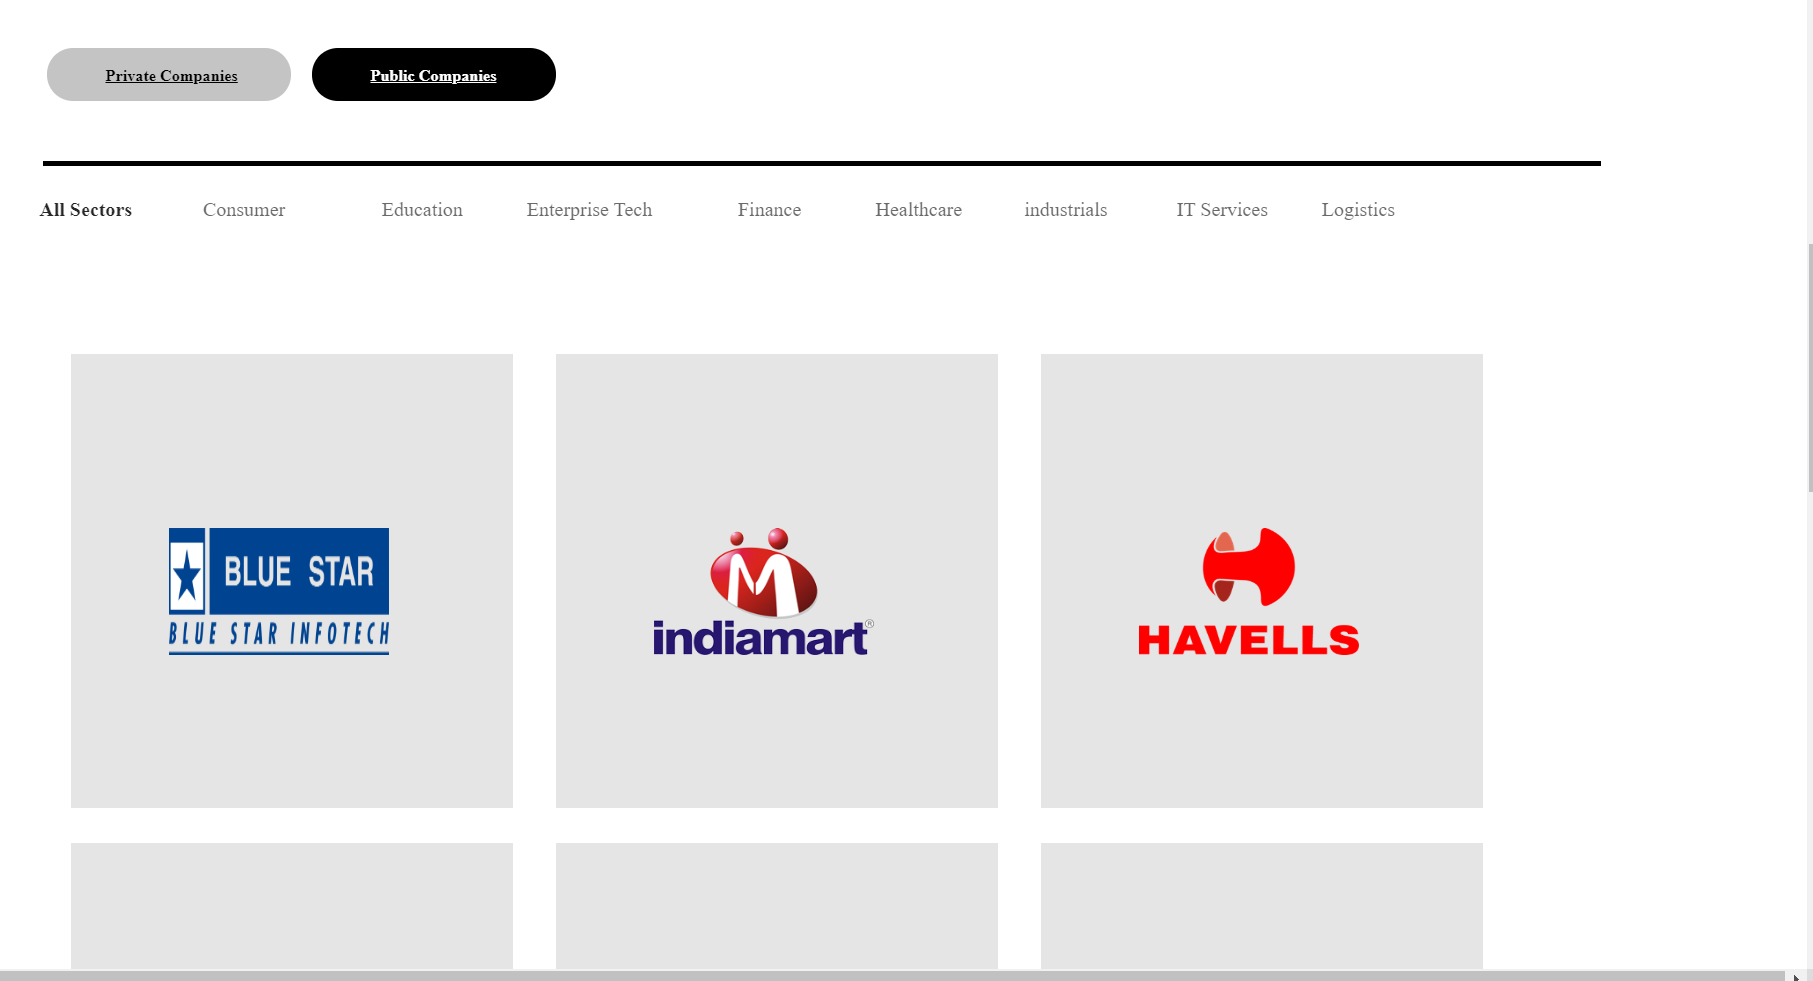 Private Companies
Public Companies
All Sectors
Consumer
Education
Enterprise Tech
Finance
Healthcare
industrials
IT Services
Logistics
BLUE STAR
BLUE STAR INFOTECH
indiamart®
HAVELLS